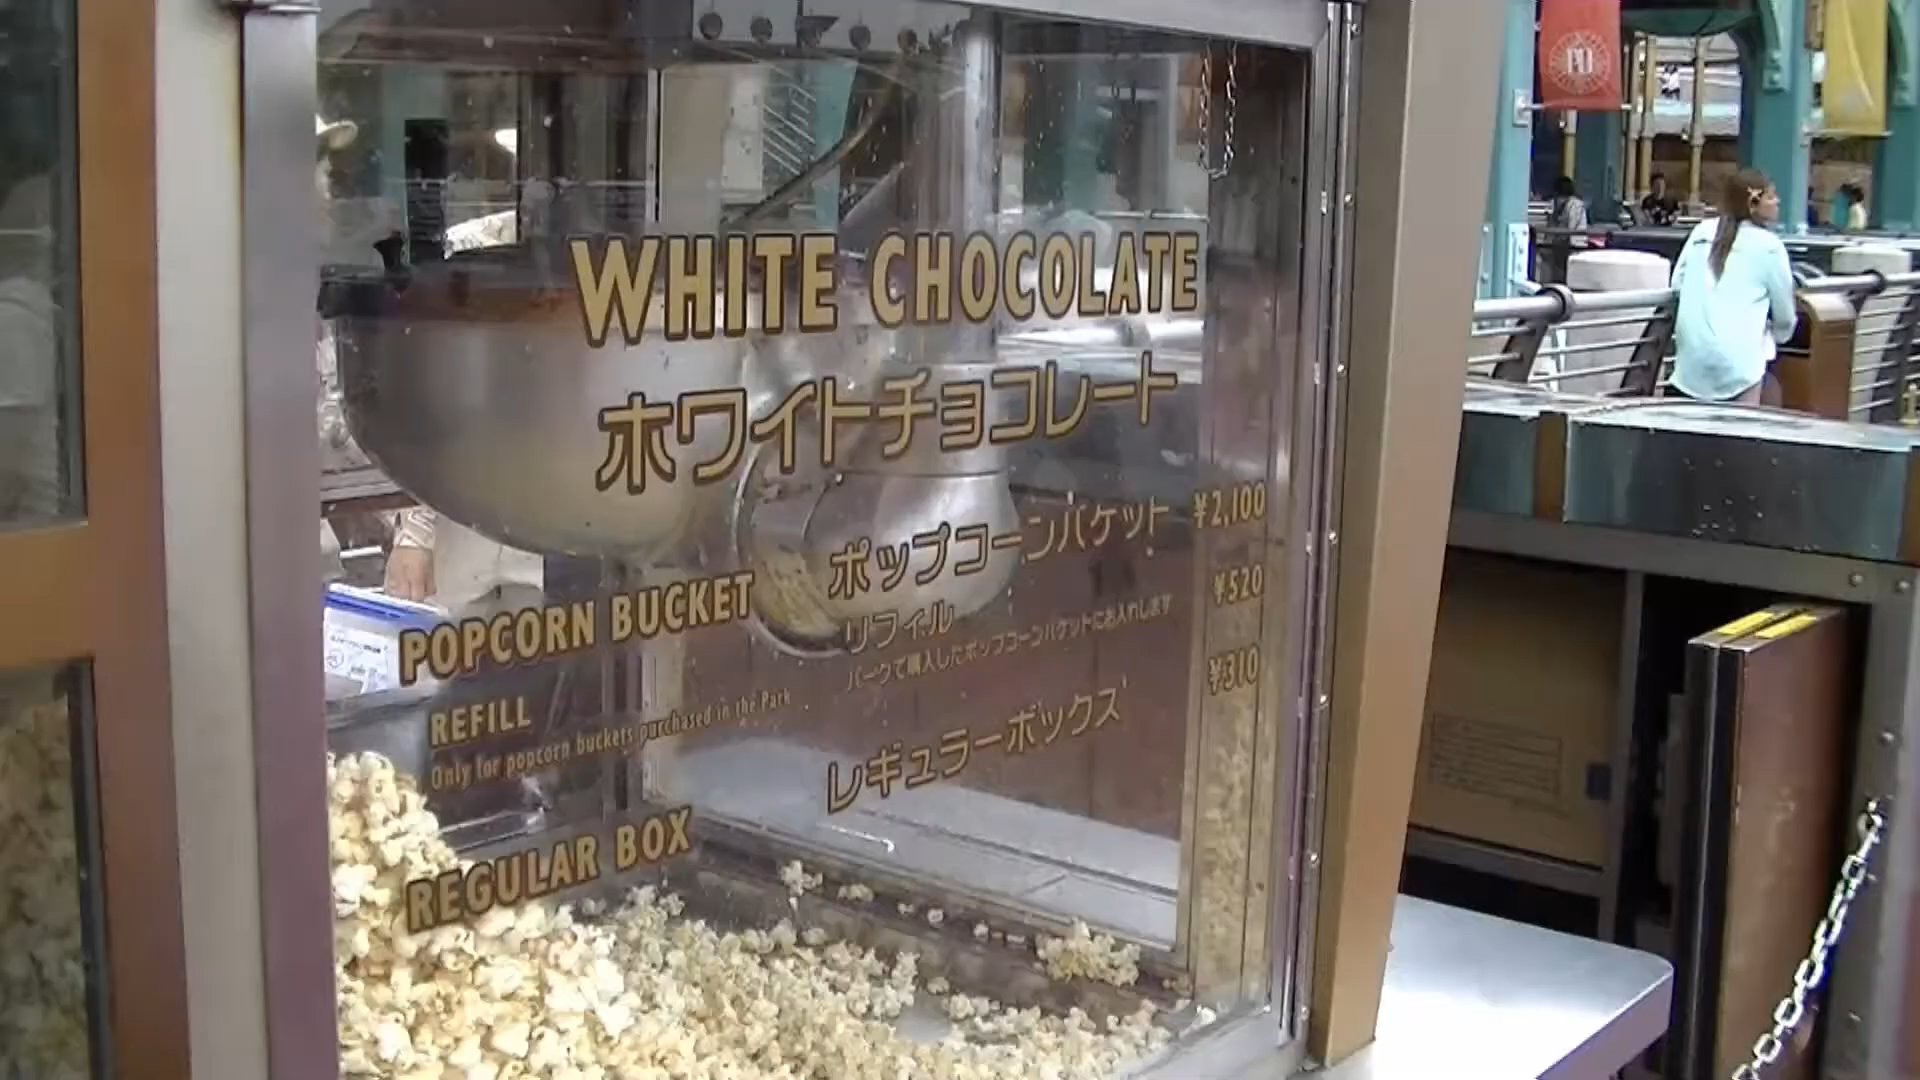 WHITE CHOCOLATE
ホワイトチョコレート
POPCORN BUCKET ポップコーンバケット ¥2,100
REFILL リフィル ¥520
Only for popcorn buckets purchased in the Park パークで購入したポップコーンバケットにお入れします
REGULAR BOX レギュラーボックス ¥310